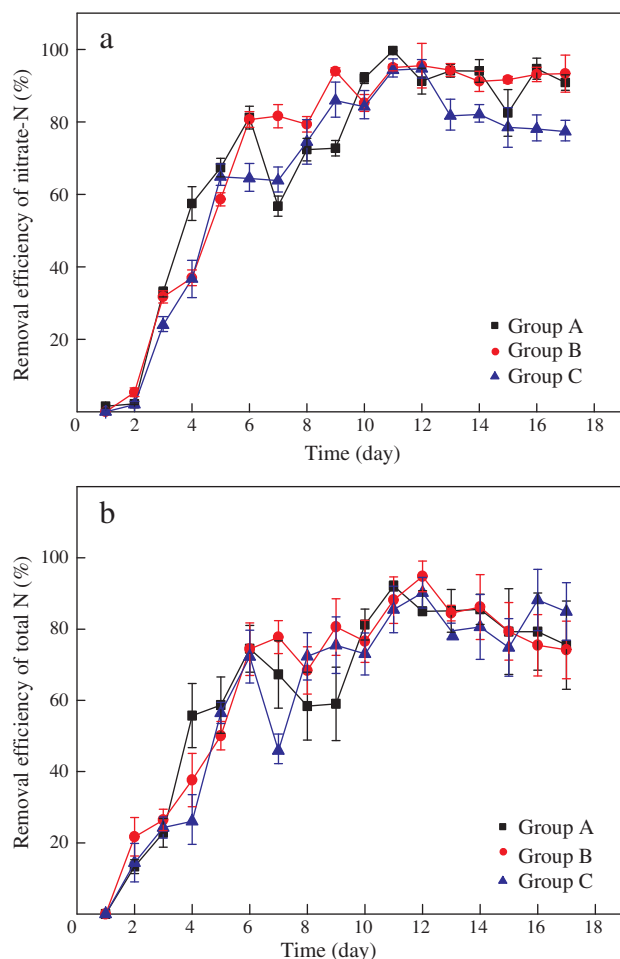 a
Removal efficiency of nitrate-N (%)
100
80
60
40
20
Group A
Group B
Group C
0 2 4 6 8 10 12 14 16 18
Time (day)
b
Removal efficiency of total N (%)
100
80
60
40
20
Group A
Group B
Group C
0 2 4 6 8 10 12 14 16 18
Time (day)